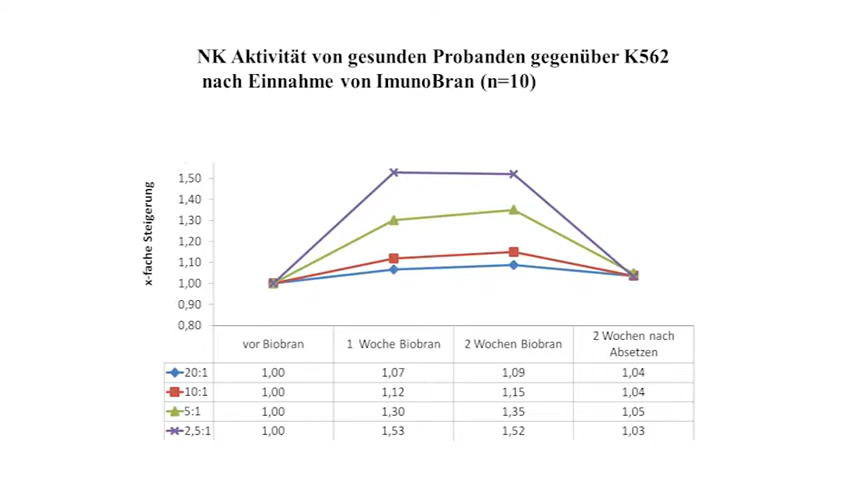 NK Aktivität von gesunden Probanden gegenüber K562
nach Einnahme von ImunoBran (n=10)
x-fache Steigerung
1,50
1,40
1,30
1,20
1,10
1,00
0,90
0,80
vor Biobran 1 Woche Biobran 2 Wochen Biobran 2 Wochen nach
Absetzen
20:1 1,00 1,07 1,09 1,04
10:1 1,00 1,12 1,15 1,04
5:1 1,00 1,30 1,35 1,05
2,5:1 1,00 1,53 1,52 1,03